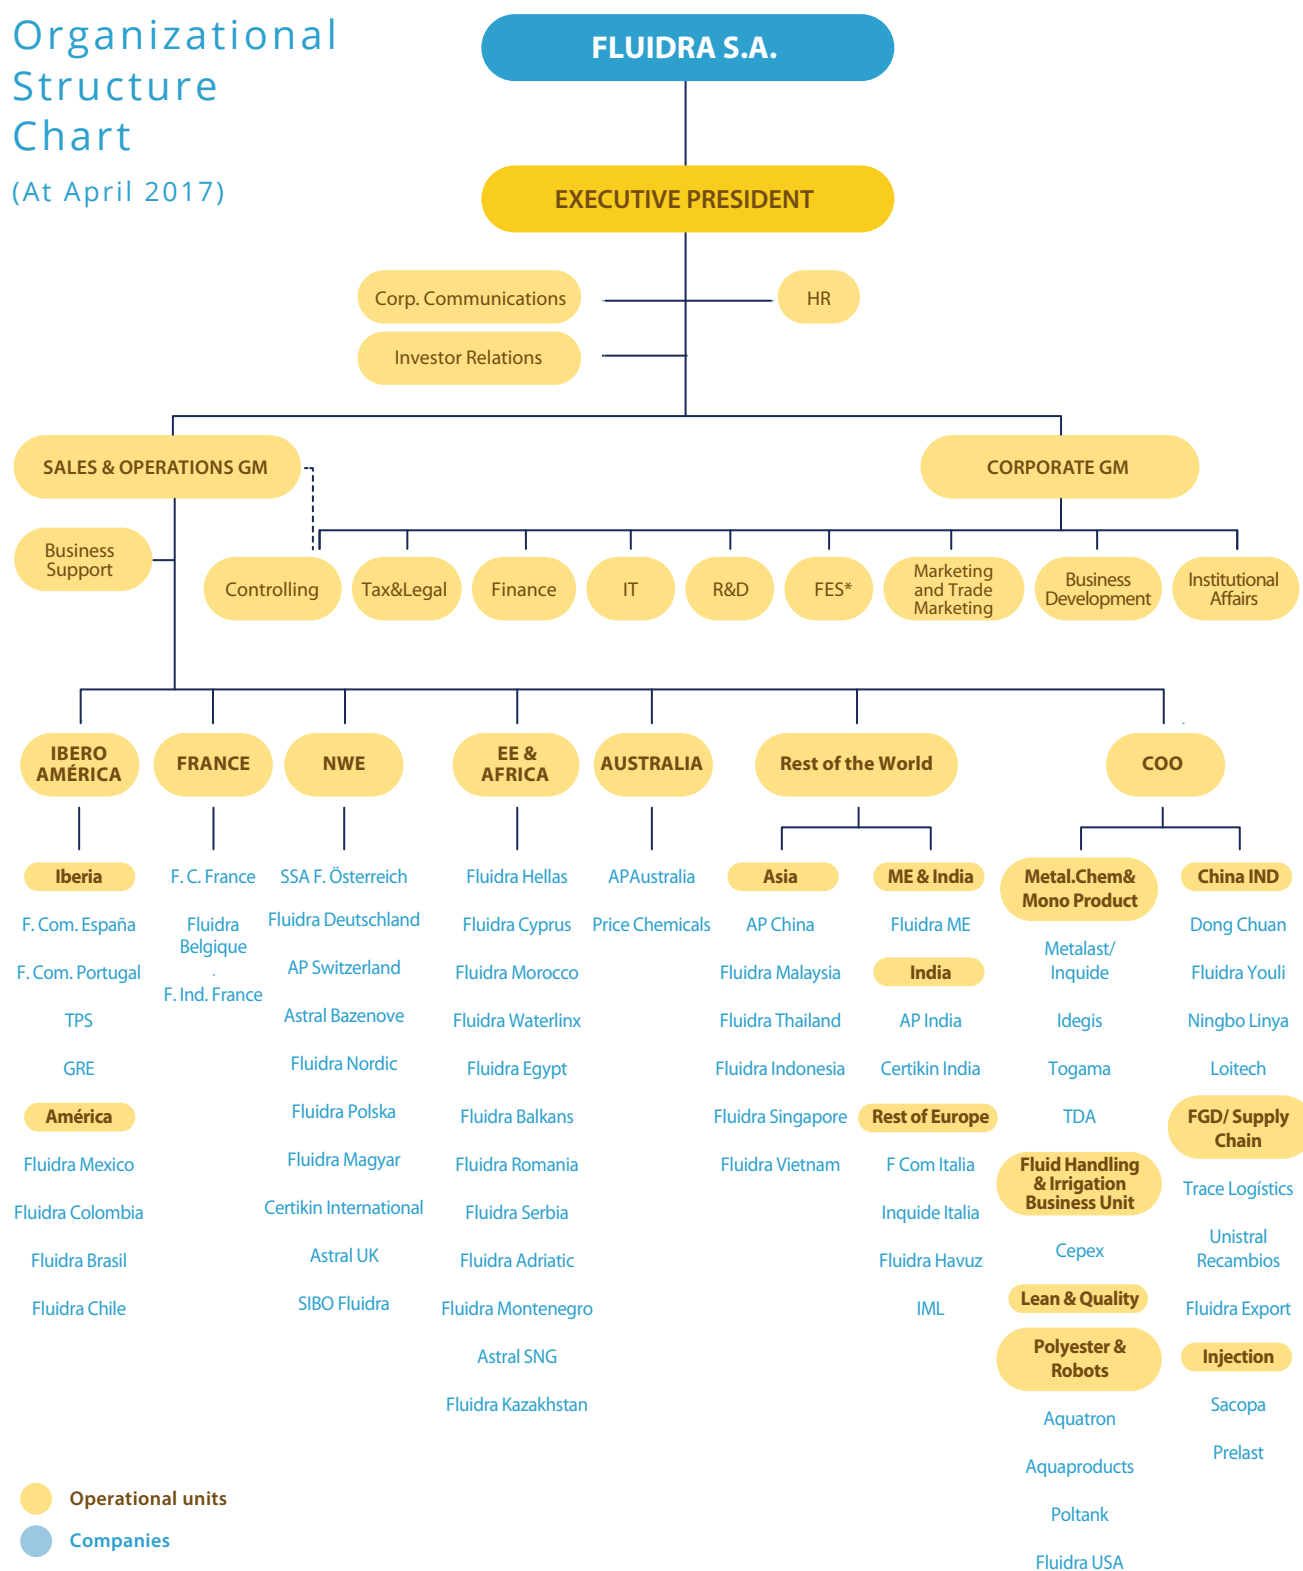 Organizational
Structure
Chart
(At April 2017)
FLUIDRA S.A.
EXECUTIVE PRESIDENT
Corp. Communications
HR
Investor Relations
SALES & OPERATIONS GM
CORPORATE GM
Business
Support
Controlling
Tax&Legal
Finance
IT
R&D
FES*
Marketing
and Trade
Marketing
Business
Development
Institutional
Affairs
IBERO
AMÉRICA
FRANCE
NWE
EE &
AFRICA
AUSTRALIA
Rest of the World
COO
Iberia
F. Com. España
F. Com. Portugal
TPS
GRE
América
Fluidra Mexico
Fluidra Colombia
Fluidra Brasil
Fluidra Chile
F. C. France
Fluidra
Belgique
.
F. Ind. France
SSA F. Österreich
Fluidra Deutschland
AP Switzerland
Astral Bazenove
Fluidra Nordic
Fluidra Polska
Fluidra Magyar
Certikin International
Astral UK
SIBO Fluidra
Fluidra Hellas
Fluidra Cyprus
Fluidra Morocco
Fluidra Waterlinx
Fluidra Egypt
Fluidra Balkans
Fluidra Romania
Fluidra Serbia
Fluidra Adriatic
Fluidra Montenegro
Astral SNG
Fluidra Kazakhstan
APAustralia
Price Chemicals
Asia
AP China
Fluidra Malaysia
Fluidra Thailand
Fluidra Indonesia
Fluidra Singapore
Fluidra Vietnam
ME & India
Fluidra ME
India
AP India
Certikin India
Rest of Europe
F Com Italia
Inquide Italia
Fluidra Havuz
IML
Metal.Chem&
Mono Product
Metalast/
Inquide
Idegis
Togama
TDA
Fluid Handling
& Irrigation
Business Unit
Cepex
Lean & Quality
Polyester &
Robots
Aquatron
Aquaproducts
Poltank
Fluidra USA
China IND
Dong Chuan
Fluidra Youli
Ningbo Linya
Loitech
FGD/ Supply
Chain
Trace Logístics
Unistral
Recambios
Fluidra Export
Injection
Sacopa
Prelast
Operational units
Companies